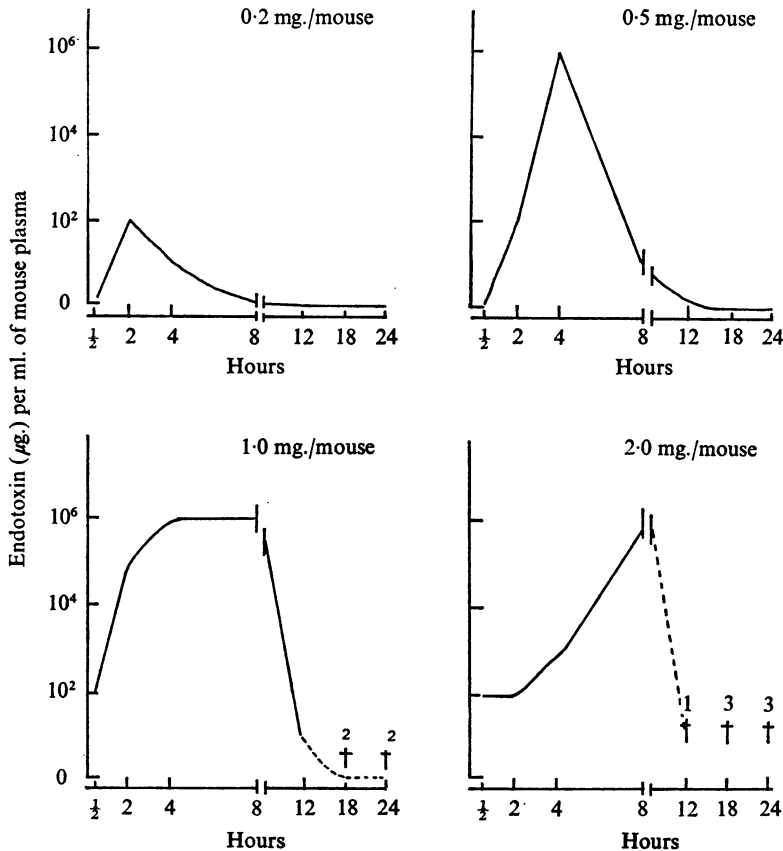 Endotoxin (μg.) per ml. of mouse plasma
0·2 mg./mouse
10⁶
10⁴
10²
0
½ 2 4 8 12 18 24
Hours
0·5 mg./mouse
½ 2 4 8 12 18 24
Hours
1·0 mg./mouse
10⁶
10⁴
10²
0
2 2
† †
½ 2 4 8 12 18 24
Hours
2·0 mg./mouse
1 3 3
† † †
½ 2 4 8 12 18 24
Hours